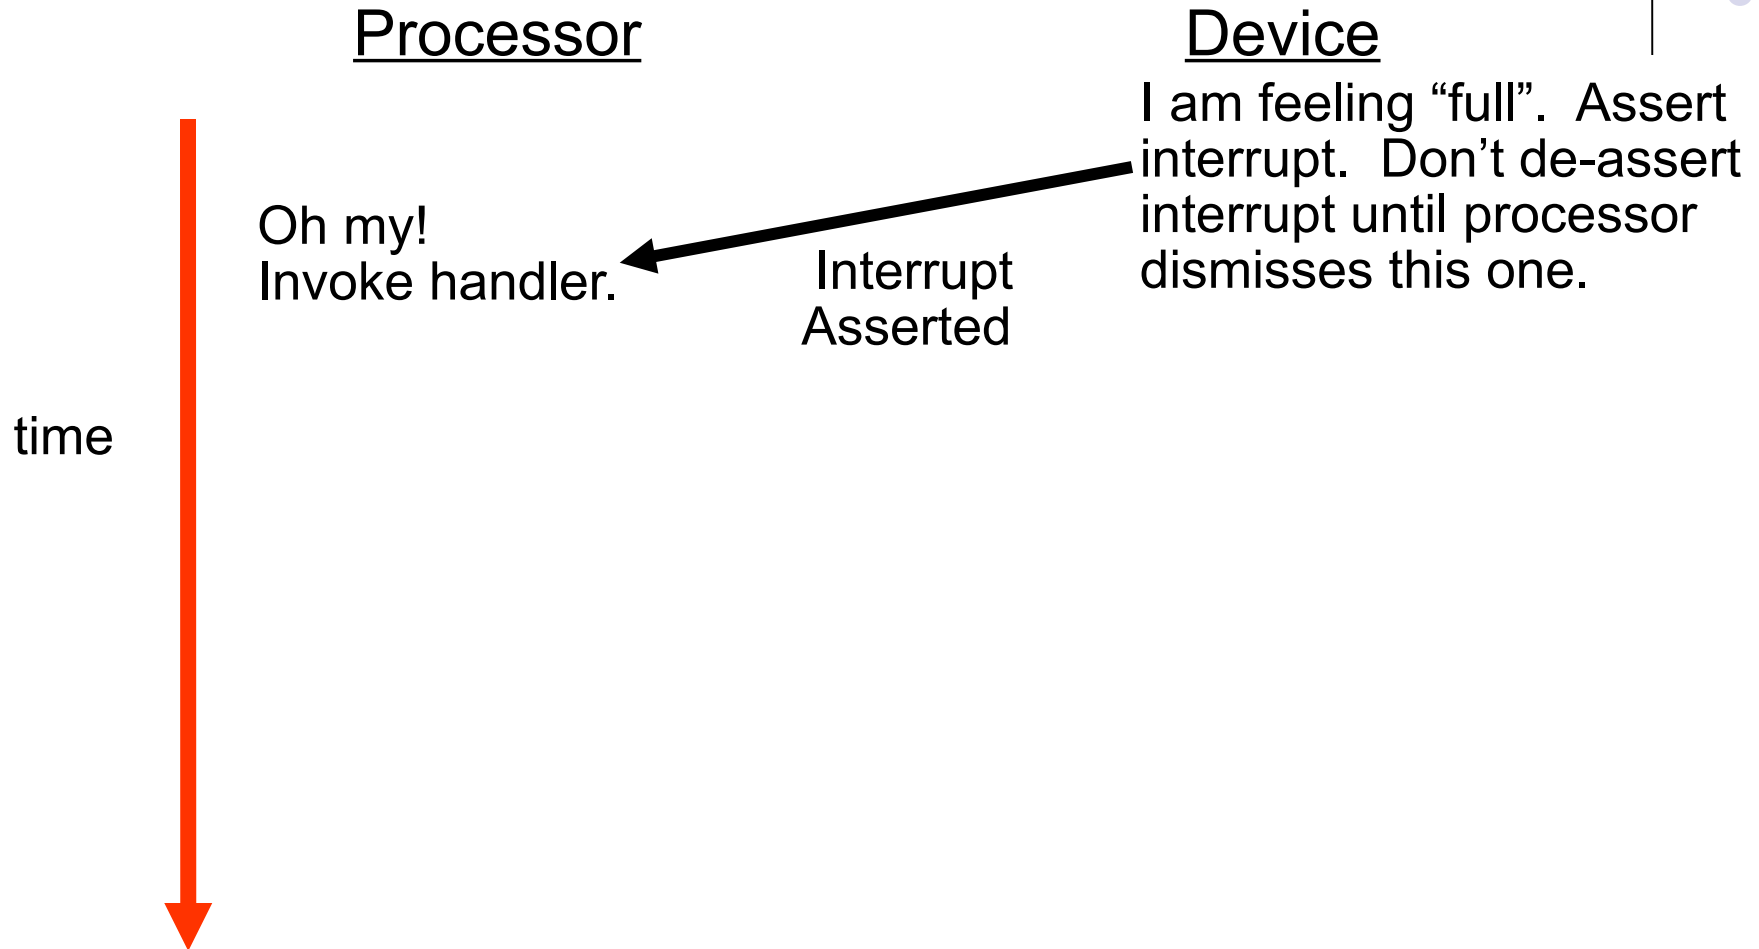 Processor
Device
I am feeling “full”.  Assert
interrupt.  Don’t de-assert
interrupt until processor
dismisses this one.
Oh my!
Invoke handler.
Interrupt
Asserted
time